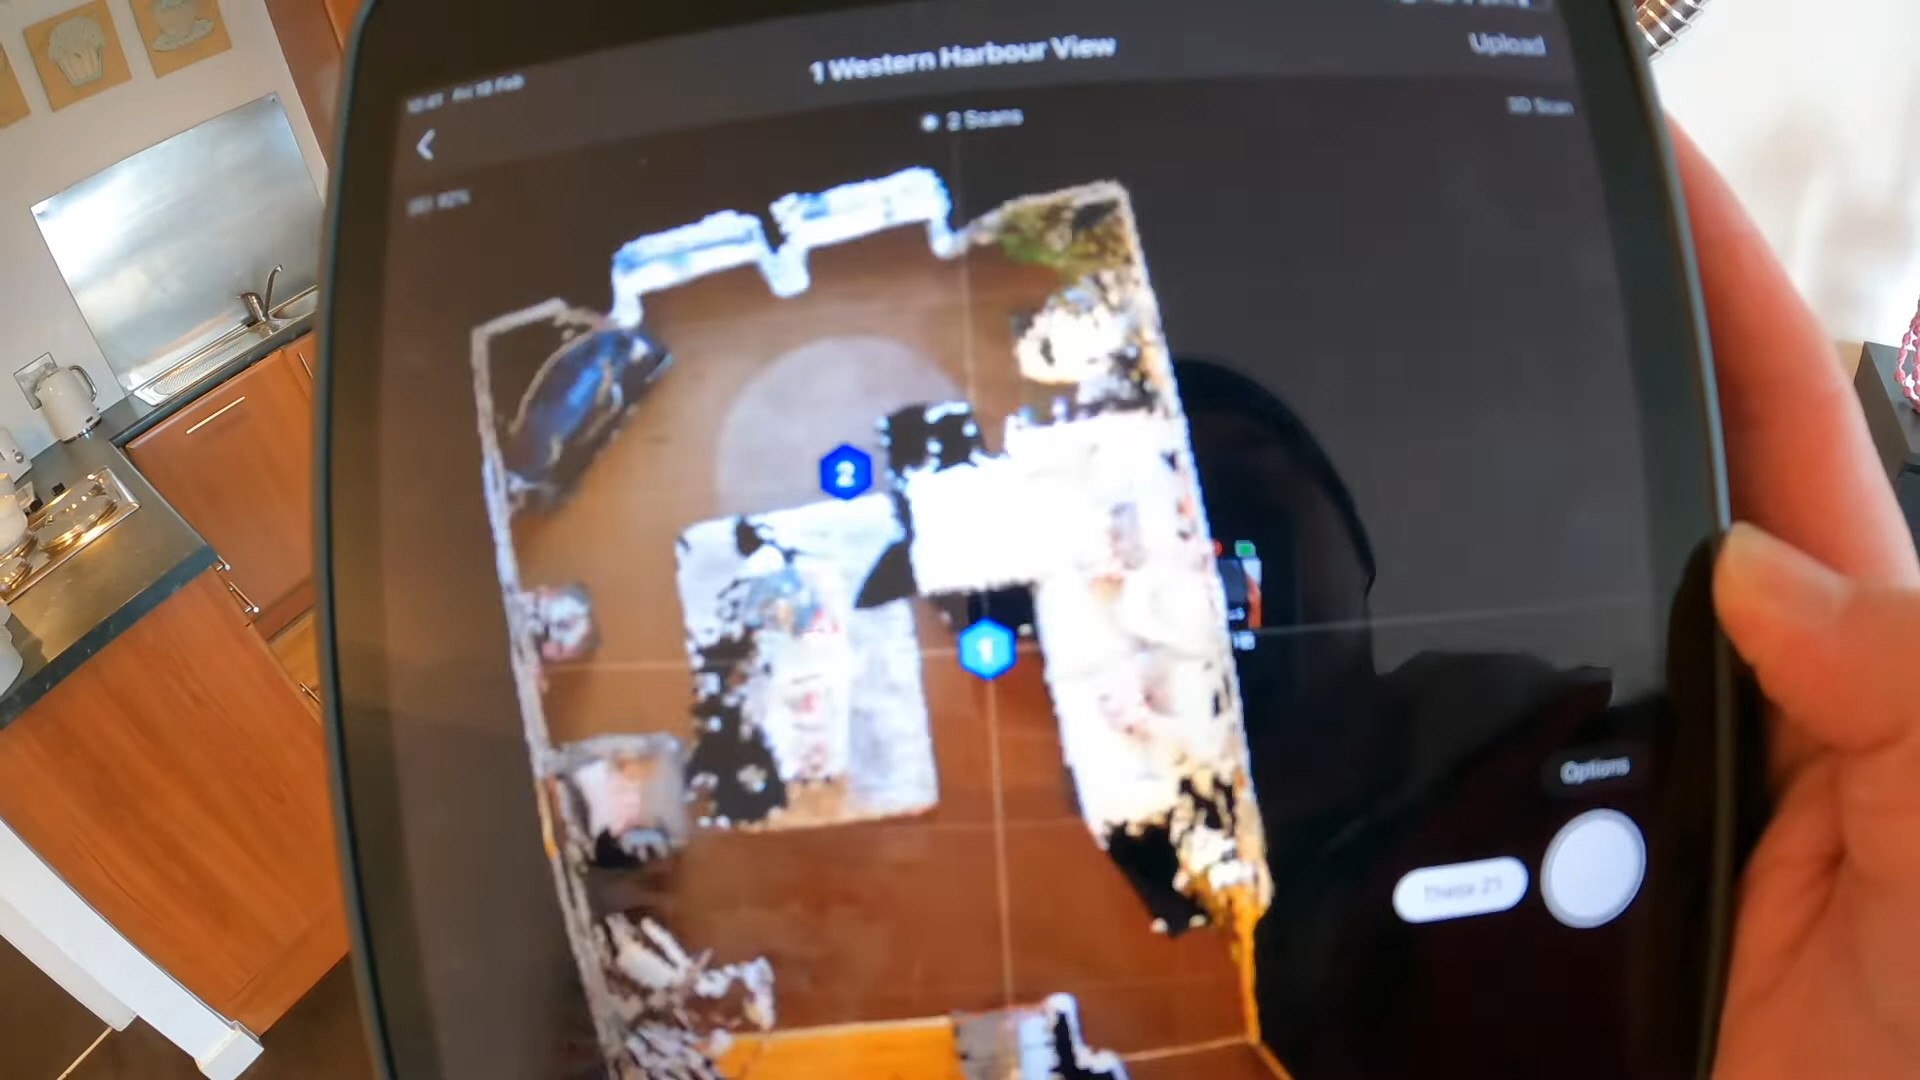 1 Western Harbour View
Upload
2 Scans
3D Scan
2
1
Options